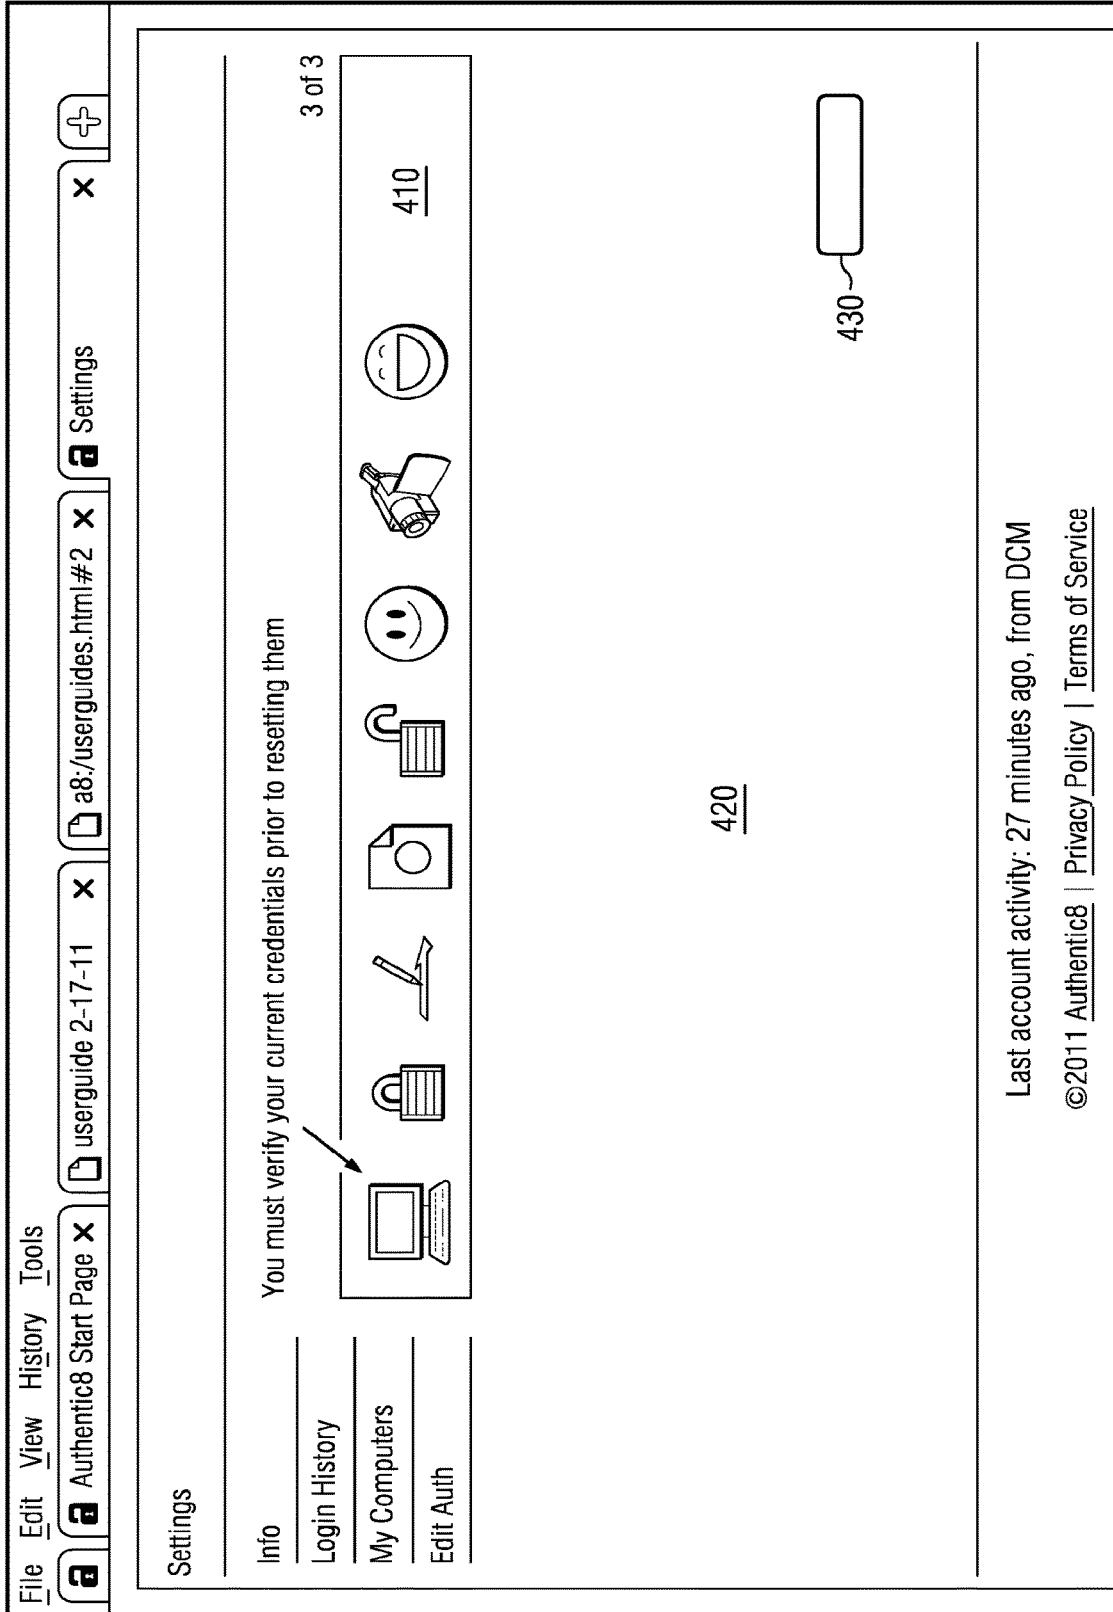 File Edit View History Tools
Authentic8 Start Page userguide 2-17-11 a8:/userguides.html#2 Settings
Settings
Info
Login History
My Computers
Edit Auth
You must verify your current credentials prior to resetting them
3 of 3
410
420
430
Last account activity: 27 minutes ago, from DCM
©2011 Authentic8 | Privacy Policy | Terms of Service